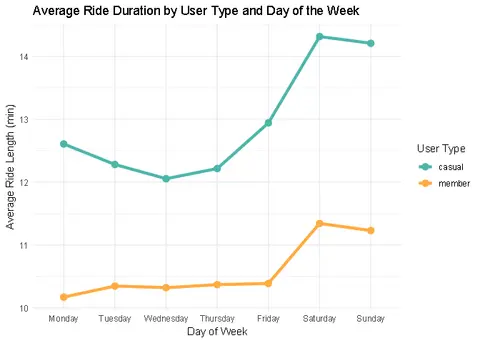 Average Ride Duration by User Type and Day of the Week
Average Ride Length (min)
14
13
12
11
10
Monday Tuesday Wednesday Thursday Friday Saturday Sunday
Day of Week
User Type
casual
member